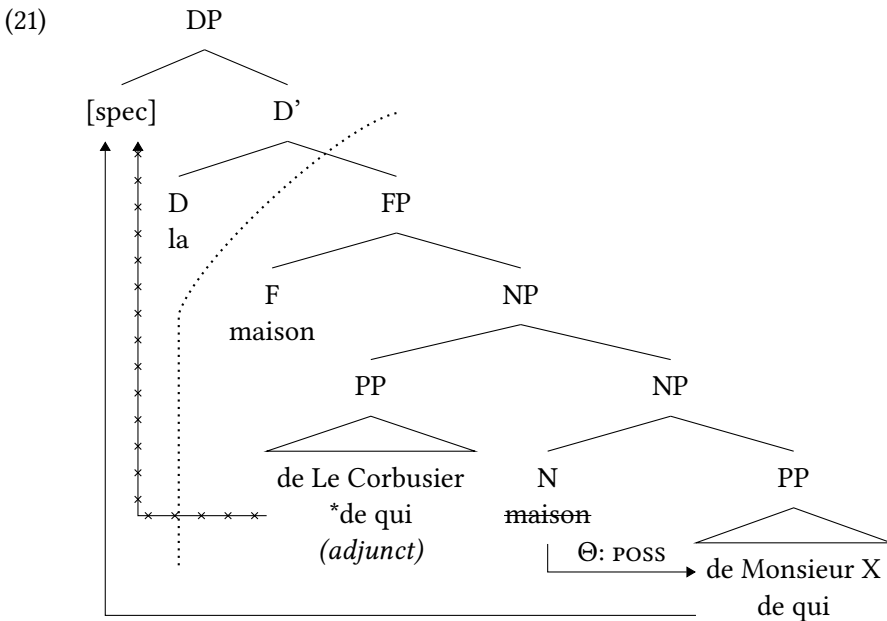 (21) DP
[spec] D’
D FP
la
F NP
maison
PP NP
de Le Corbusier N PP
*de qui maison
(adjunct) Θ: POSS de Monsieur X
de qui